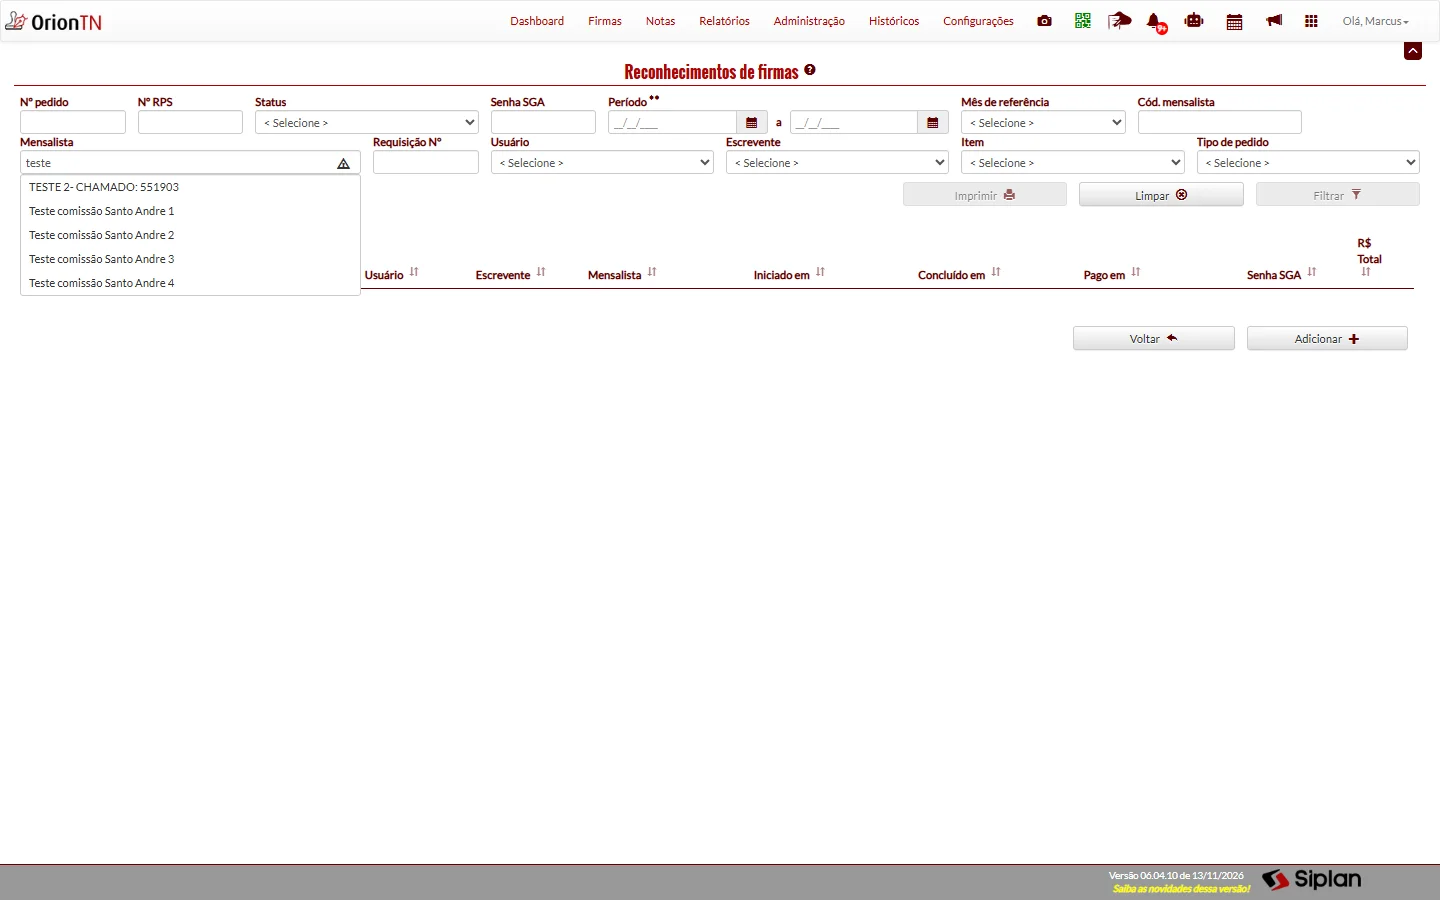 OrionTN
Dashboard Firmas Notas Relatórios Administração Históricos Configurações 9+ Olá, Marcus
Reconhecimentos de firmas
Nº pedido Nº RPS Status Senha SGA Período Mês de referência Cód. mensalista
< Selecione > __/__/____ a __/__/____ < Selecione >
Mensalista Requisição Nº Usuário Escrevente Item Tipo de pedido
teste < Selecione > < Selecione > < Selecione > < Selecione >
TESTE 2- CHAMADO: 551903
Teste comissão Santo Andre 1
Teste comissão Santo Andre 2
Teste comissão Santo Andre 3
Teste comissão Santo Andre 4
Imprimir Limpar Filtrar
Usuário Escrevente Mensalista Iniciado em Concluído em Pago em Senha SGA R$ Total
Voltar Adicionar
Versão 06.04.10 de 13/11/2026
Saiba as novidades dessa versão!
Siplan